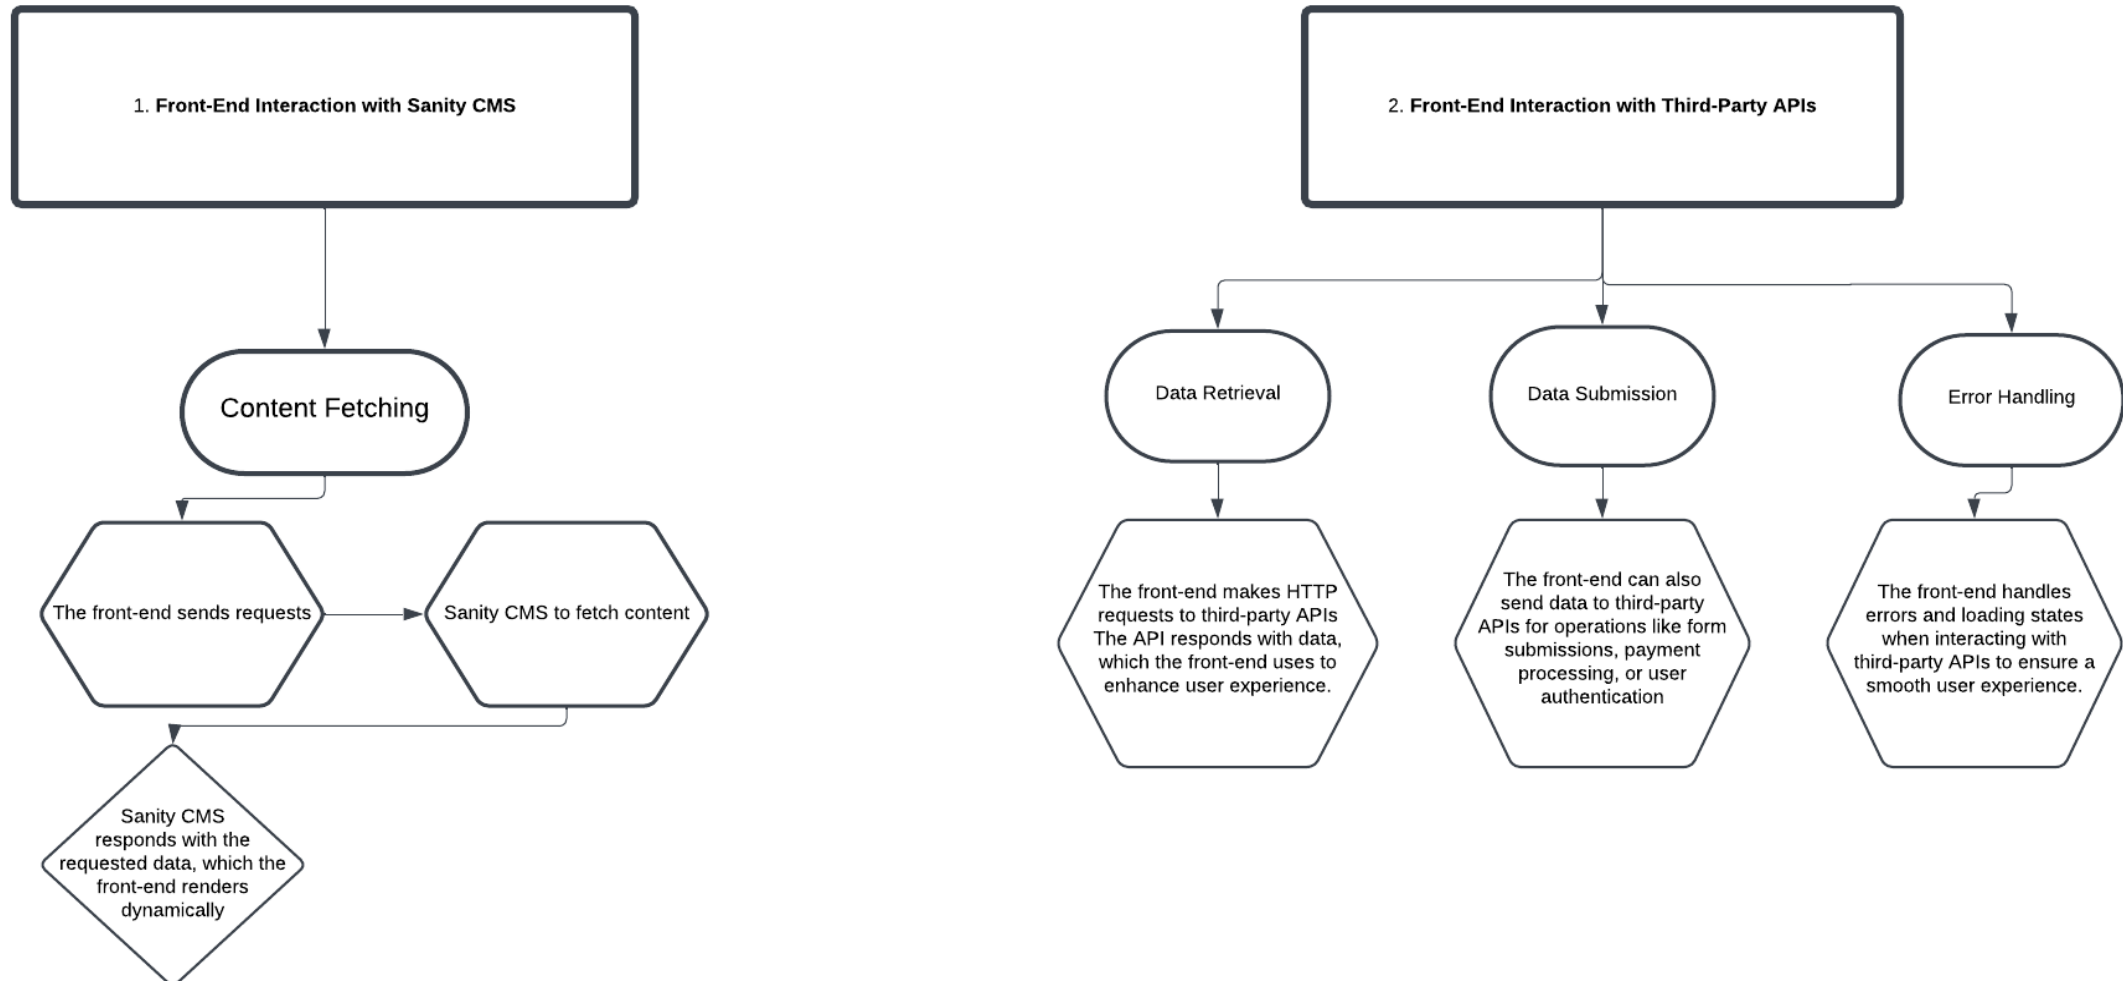 1. Front-End Interaction with Sanity CMS
Content Fetching
The front-end sends requests
Sanity CMS to fetch content
Sanity CMS
responds with the
requested data, which the
front-end renders
dynamically
2. Front-End Interaction with Third-Party APIs
Data Retrieval
Data Submission
Error Handling
The front-end makes HTTP
requests to third-party APIs
The API responds with data,
which the front-end uses to
enhance user experience.
The front-end can also
send data to third-party
APIs for operations like form
submissions, payment
processing, or user
authentication
The front-end handles
errors and loading states
when interacting with
third-party APIs to ensure a
smooth user experience.